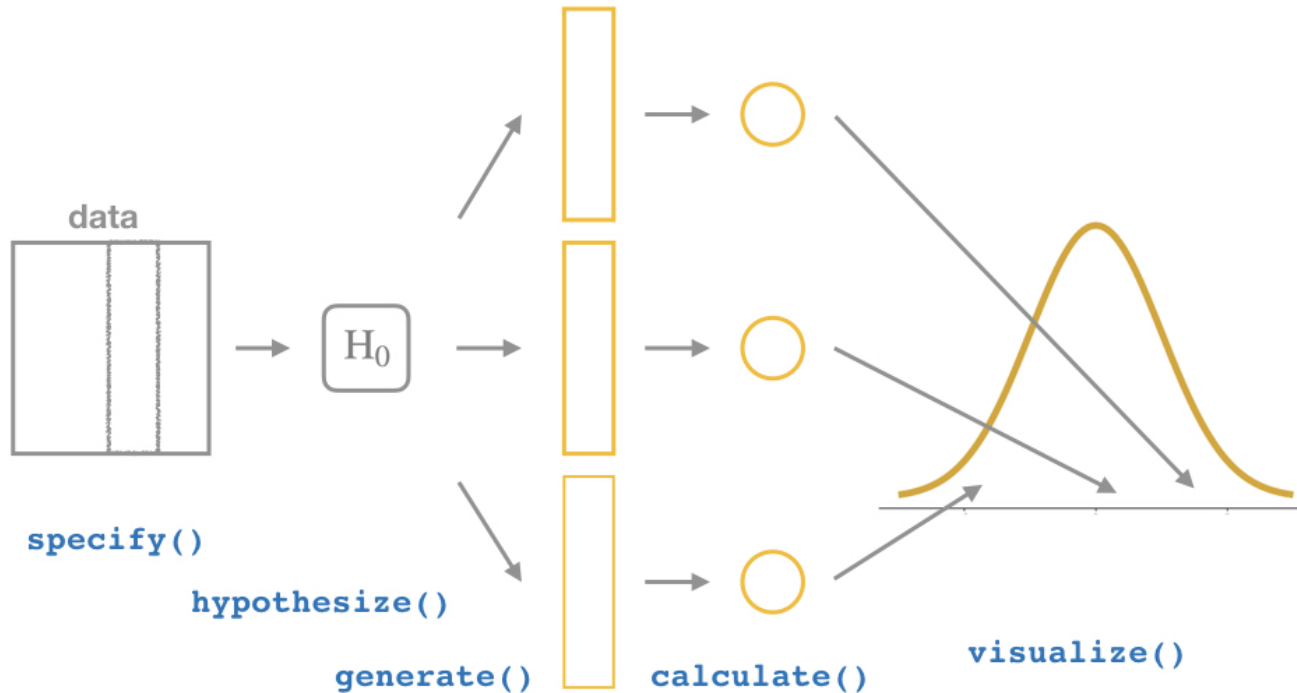 data
H₀
specify()
hypothesize()
generate()
calculate()
visualize()